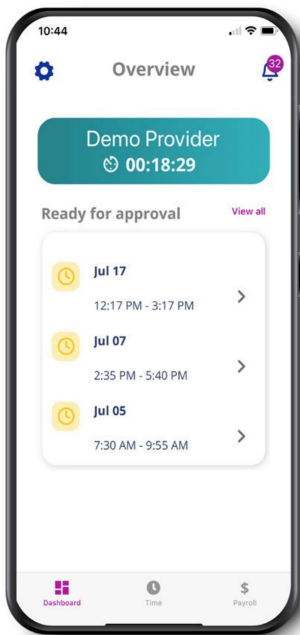 10:44
Overview
32
Demo Provider
00:18:29
Ready for approval
View all
Jul 17
12:17 PM - 3:17 PM
Jul 07
2:35 PM - 5:40 PM
Jul 05
7:30 AM - 9:55 AM
Dashboard
Time
$
Payroll